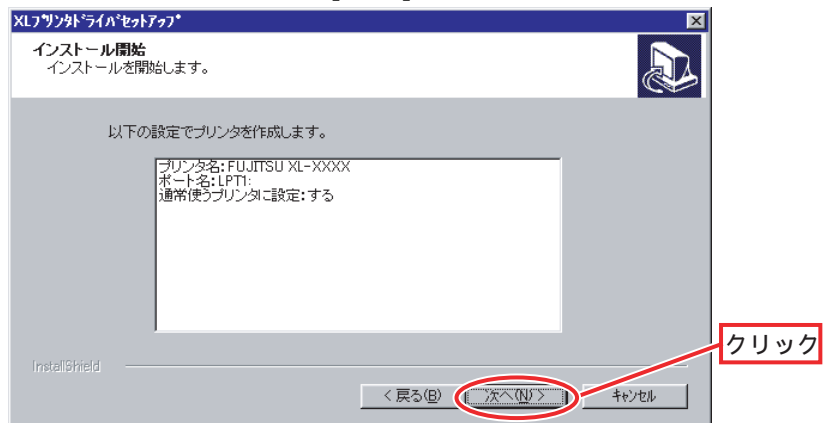 XLプリンタドライバセットアップ
インストール開始
インストールを開始します。
以下の設定でプリンタを作成します。
プリンタ名:FUJITSU XL-XXXX
ポート名:LPT1:
通常使うプリンタに設定:する
クリック
InstallShield
< 戻る(B)
次へ(N) >
キャンセル